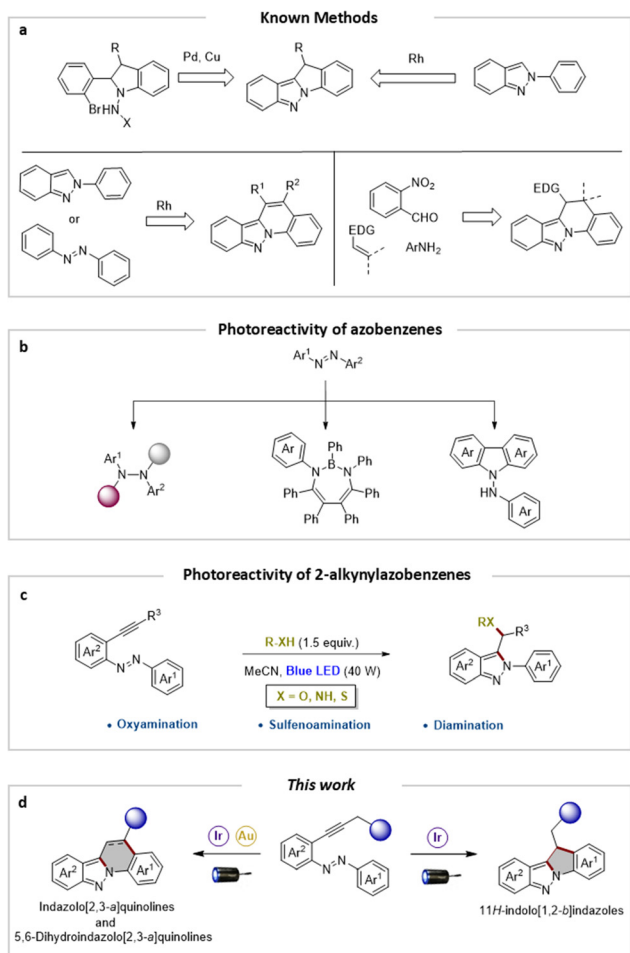 Known Methods
a
R
Pd, Cu
R
Rh
Br
HN
N
X
N
N
N
N
or
N
N
Rh
R1 R2
N
N
NO2
CHO
EDG
ArNH2
EDG
N
N
Photoreactivity of azobenzenes
b
Ar1
N
N
Ar2
Ar1
N
N
Ar2
Ar
Ph
N
B
N
Ph
Ph
Ph
Ph
Ph
Ar
Ar
N
HN
Ar
Photoreactivity of 2-alkynylazobenzenes
c
R3
Ar2
N
N
Ar1
R-XH (1.5 equiv.)
MeCN, Blue LED (40 W)
X = O, NH, S
RX
R3
Ar2
N
N
Ar1
• Oxyamination • Sulfenoamination • Diamination
This work
d
Ar2
N
N
Ar1
Ir Au
Ar2
N
N
Ar1
Ir
Ar2
N
N
Ar1
Indazolo[2,3-a]quinolines
and
5,6-Dihydroindazolo[2,3-a]quinolines
11H-indolo[1,2-b]indazoles